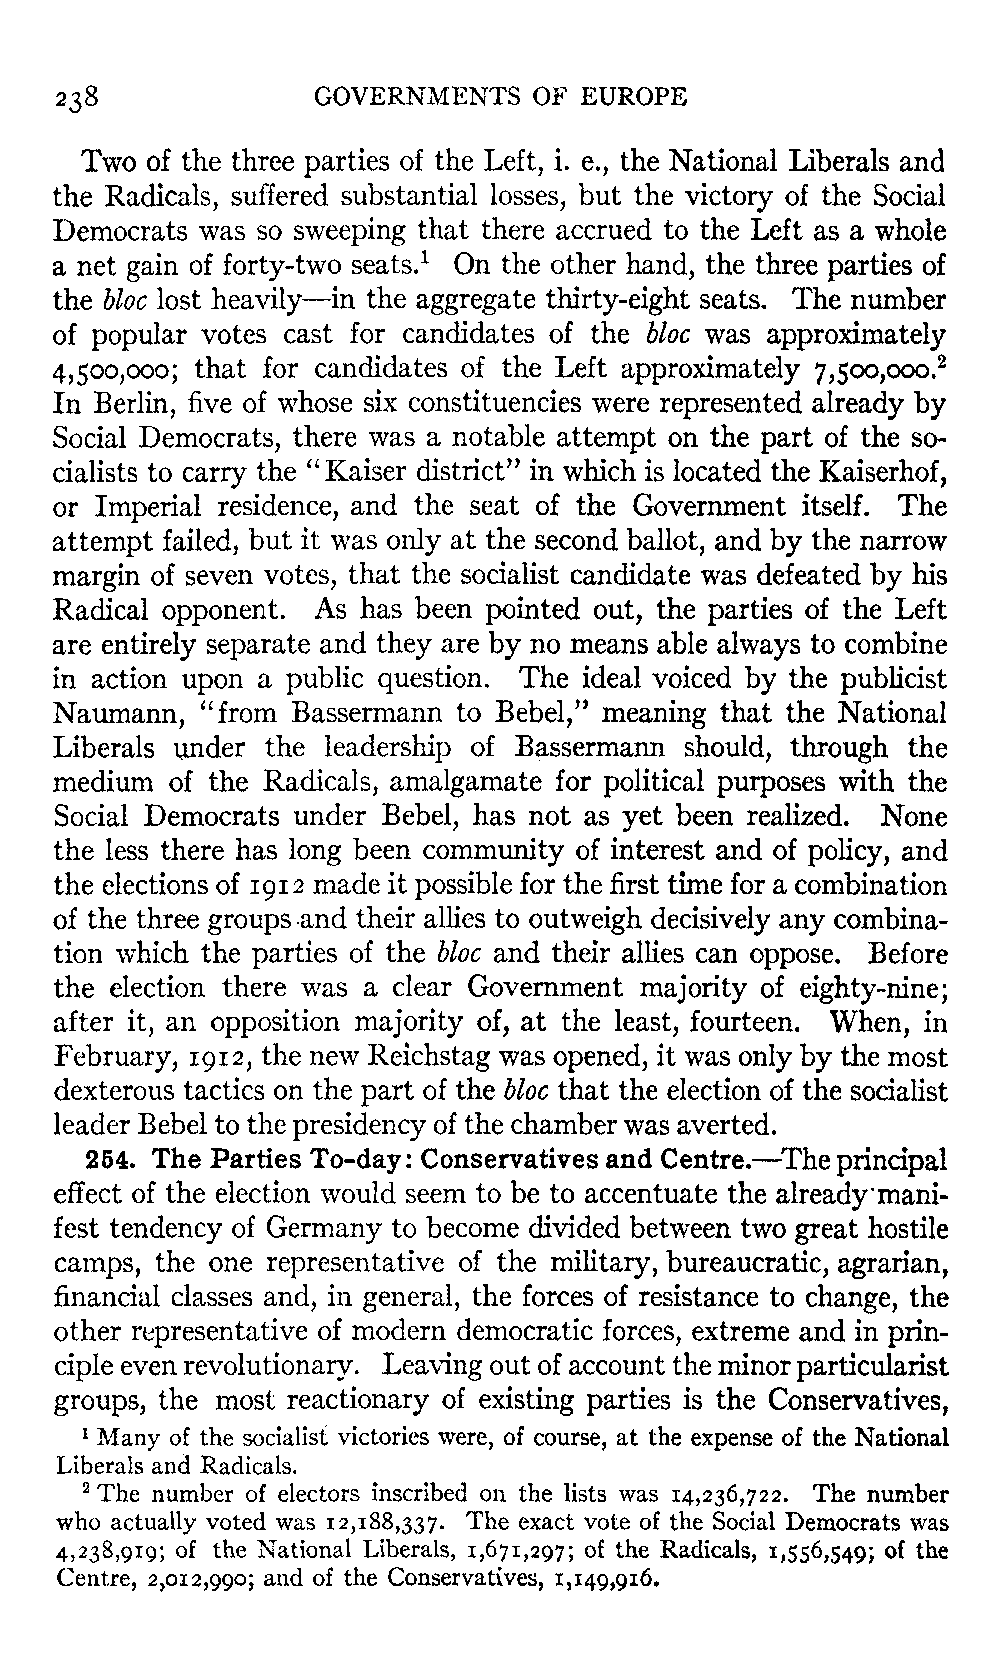 238 GOVERNMENTS OF EUROPE
Two of the three parties of the Left, i. e., the National Liberals and
the Radicals, suffered substantial losses, but the victory of the Social
Democrats was so sweeping that there accrued to the Left as a whole
a net gain of forty-two seats.¹ On the other hand, the three parties of
the bloc lost heavily—in the aggregate thirty-eight seats. The number
of popular votes cast for candidates of the bloc was approximately
4,500,000; that for candidates of the Left approximately 7,500,000.²
In Berlin, five of whose six constituencies were represented already by
Social Democrats, there was a notable attempt on the part of the so-
cialists to carry the “Kaiser district” in which is located the Kaiserhof,
or Imperial residence, and the seat of the Government itself. The
attempt failed, but it was only at the second ballot, and by the narrow
margin of seven votes, that the socialist candidate was defeated by his
Radical opponent. As has been pointed out, the parties of the Left
are entirely separate and they are by no means able always to combine
in action upon a public question. The ideal voiced by the publicist
Naumann, “from Bassermann to Bebel,” meaning that the National
Liberals under the leadership of Bassermann should, through the
medium of the Radicals, amalgamate for political purposes with the
Social Democrats under Bebel, has not as yet been realized. None
the less there has long been community of interest and of policy, and
the elections of 1912 made it possible for the first time for a combination
of the three groups and their allies to outweigh decisively any combina-
tion which the parties of the bloc and their allies can oppose. Before
the election there was a clear Government majority of eighty-nine;
after it, an opposition majority of, at the least, fourteen. When, in
February, 1912, the new Reichstag was opened, it was only by the most
dexterous tactics on the part of the bloc that the election of the socialist
leader Bebel to the presidency of the chamber was averted.
254. The Parties To-day: Conservatives and Centre.—The principal
effect of the election would seem to be to accentuate the already mani-
fest tendency of Germany to become divided between two great hostile
camps, the one representative of the military, bureaucratic, agrarian,
financial classes and, in general, the forces of resistance to change, the
other representative of modern democratic forces, extreme and in prin-
ciple even revolutionary. Leaving out of account the minor particularist
groups, the most reactionary of existing parties is the Conservatives,
¹ Many of the socialist victories were, of course, at the expense of the National
Liberals and Radicals.
² The number of electors inscribed on the lists was 14,236,722. The number
who actually voted was 12,188,337. The exact vote of the Social Democrats was
4,238,919; of the National Liberals, 1,671,297; of the Radicals, 1,556,549; of the
Centre, 2,012,990; and of the Conservatives, 1,149,916.